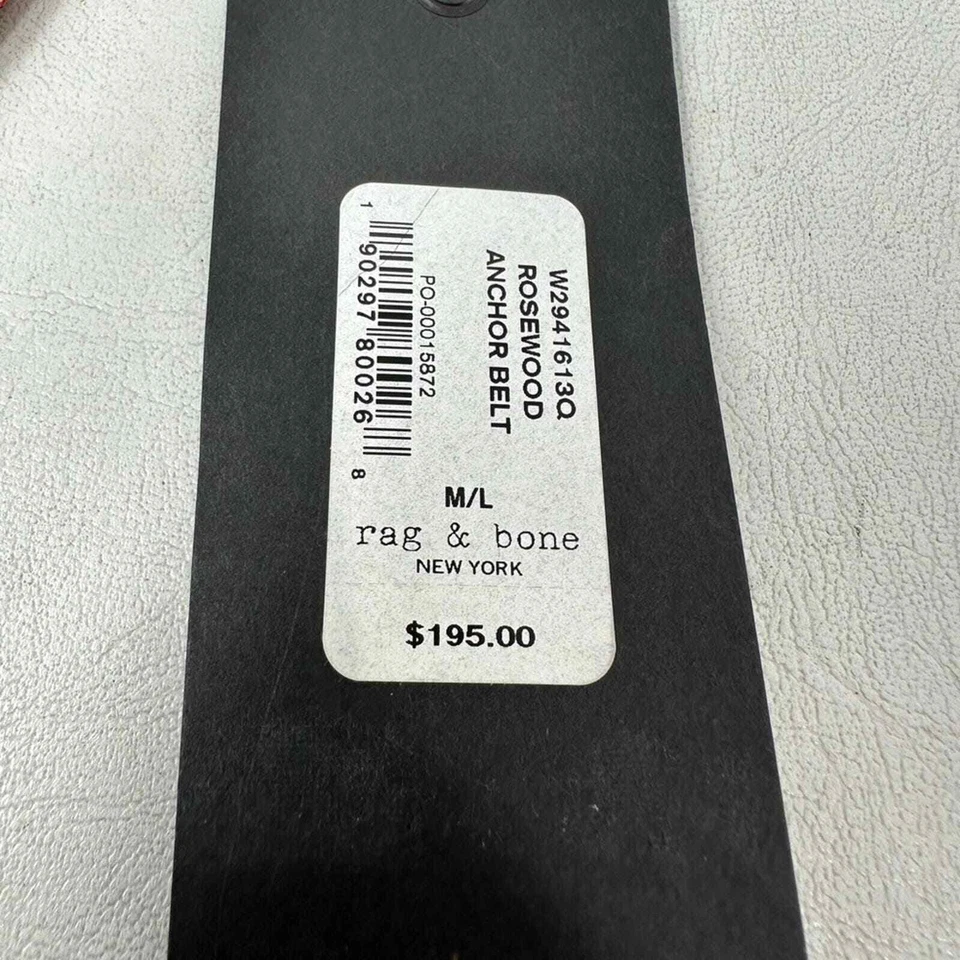 W2941613Q
ROSEWOOD
ANCHOR BELT
PO-00015872
1 90297 80026 8
M/L
rag & bone
NEW YORK
$195.00